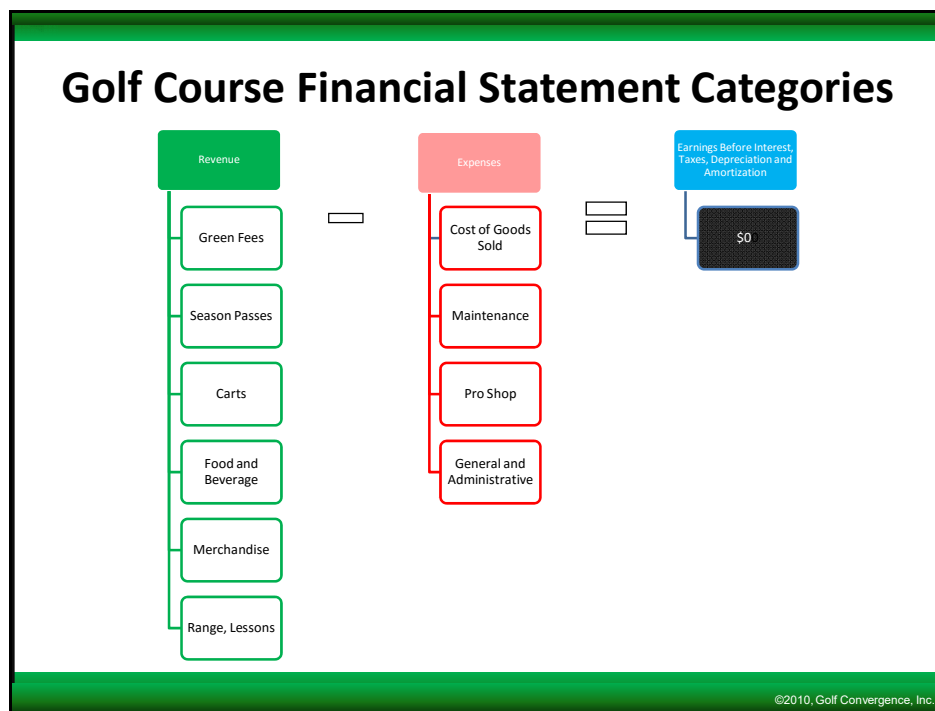 Golf Course Financial Statement Categories
Revenue
Green Fees
Season Passes
Carts
Food and
Beverage
Merchandise
Range, Lessons
Expenses
Cost of Goods
Sold
Maintenance
Pro Shop
General and
Administrative
Earnings Before Interest,
Taxes, Depreciation and
Amortization
$0
©2010, Golf Convergence, Inc.